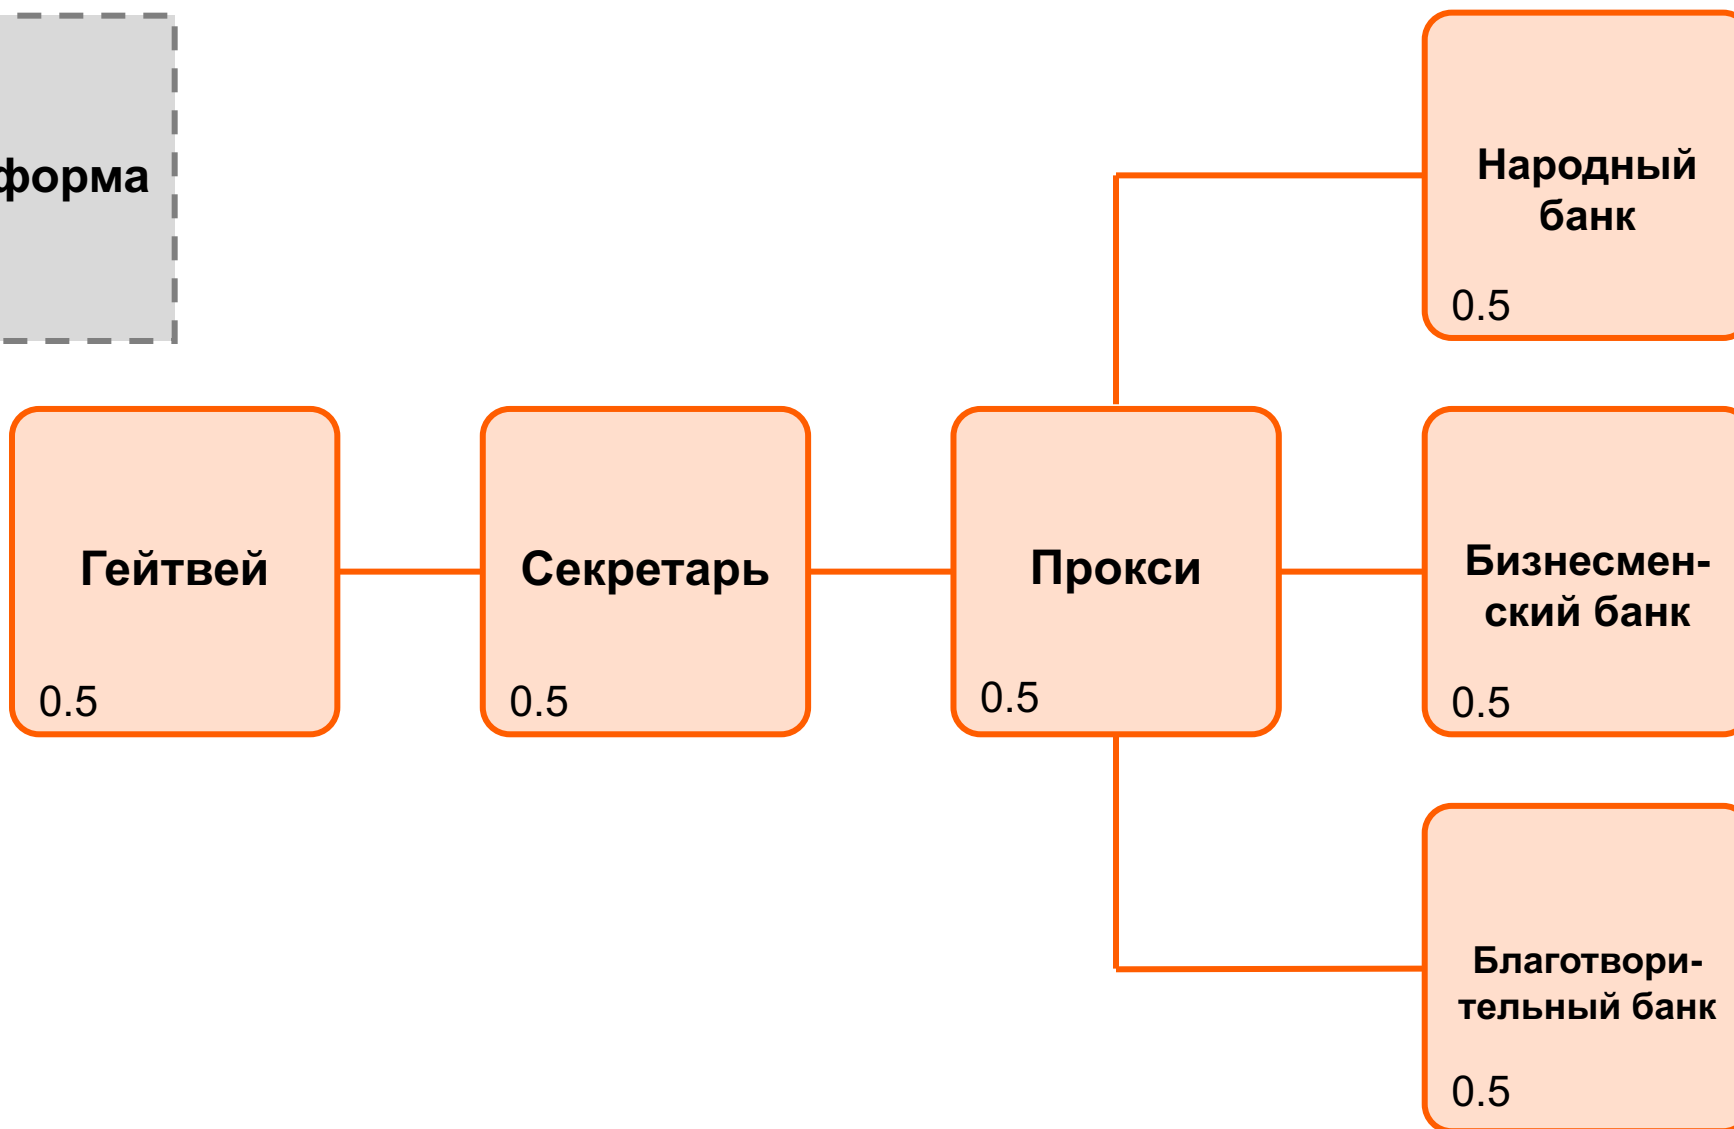 форма
Народный
банк
0.5
Гейтвей
0.5
Секретарь
0.5
Прокси
0.5
Бизнесмен-
ский банк
0.5
Благотвори-
тельный банк
0.5